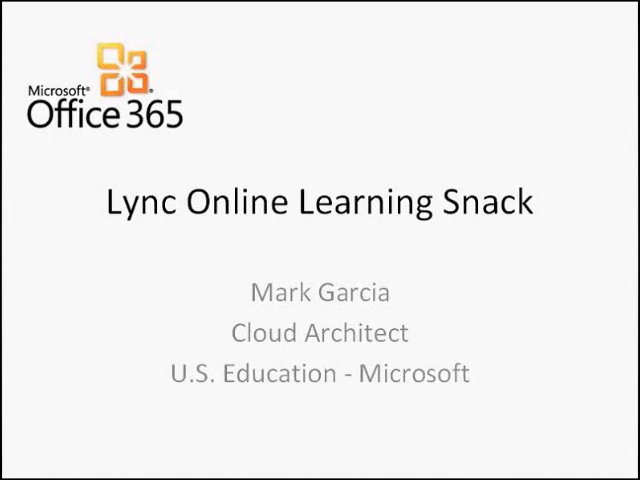 Microsoft®
Office 365
Lync Online Learning Snack
Mark Garcia
Cloud Architect
U.S. Education - Microsoft